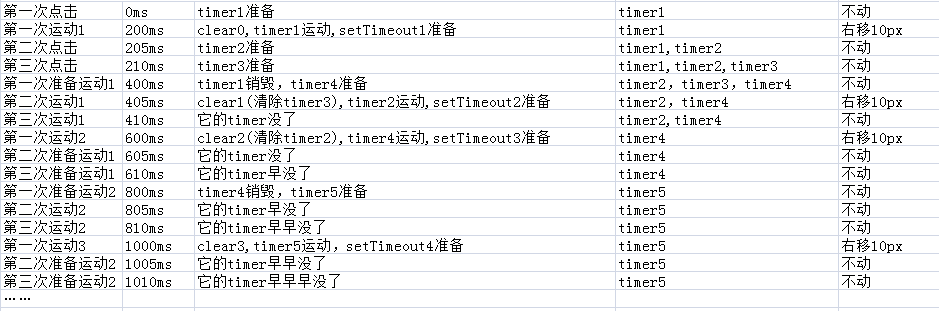 第一次点击 0ms timer1准备 timer1 不动
第一次运动1 200ms clear0,timer1运动,setTimeout1准备 timer1 右移10px
第二次点击 205ms timer2准备 timer1,timer2 不动
第三次点击 210ms timer3准备 timer1,timer2,timer3 不动
第一次准备运动1 400ms timer1销毁，timer4准备 timer2，timer3，timer4 不动
第二次运动1 405ms clear1(清除timer3),timer2运动,setTimeout2准备 timer2，timer4 右移10px
第三次运动1 410ms 它的timer没了 timer2,timer4 不动
第一次运动2 600ms clear2(清除timer2),timer4运动,setTimeout3准备 timer4 右移10px
第二次准备运动1 605ms 它的timer没了 timer4 不动
第三次准备运动1 610ms 它的timer早没了 timer4 不动
第一次准备运动2 800ms timer4销毁，timer5准备 timer5 不动
第二次运动2 805ms 它的timer早没了 timer5 不动
第三次运动2 810ms 它的timer早早没了 timer5 不动
第一次运动3 1000ms clear3,timer5运动，setTimeout4准备 timer5 右移10px
第二次准备运动2 1005ms 它的timer早早没了 timer5 不动
第三次准备运动2 1010ms 它的timer早早早没了 timer5 不动
……